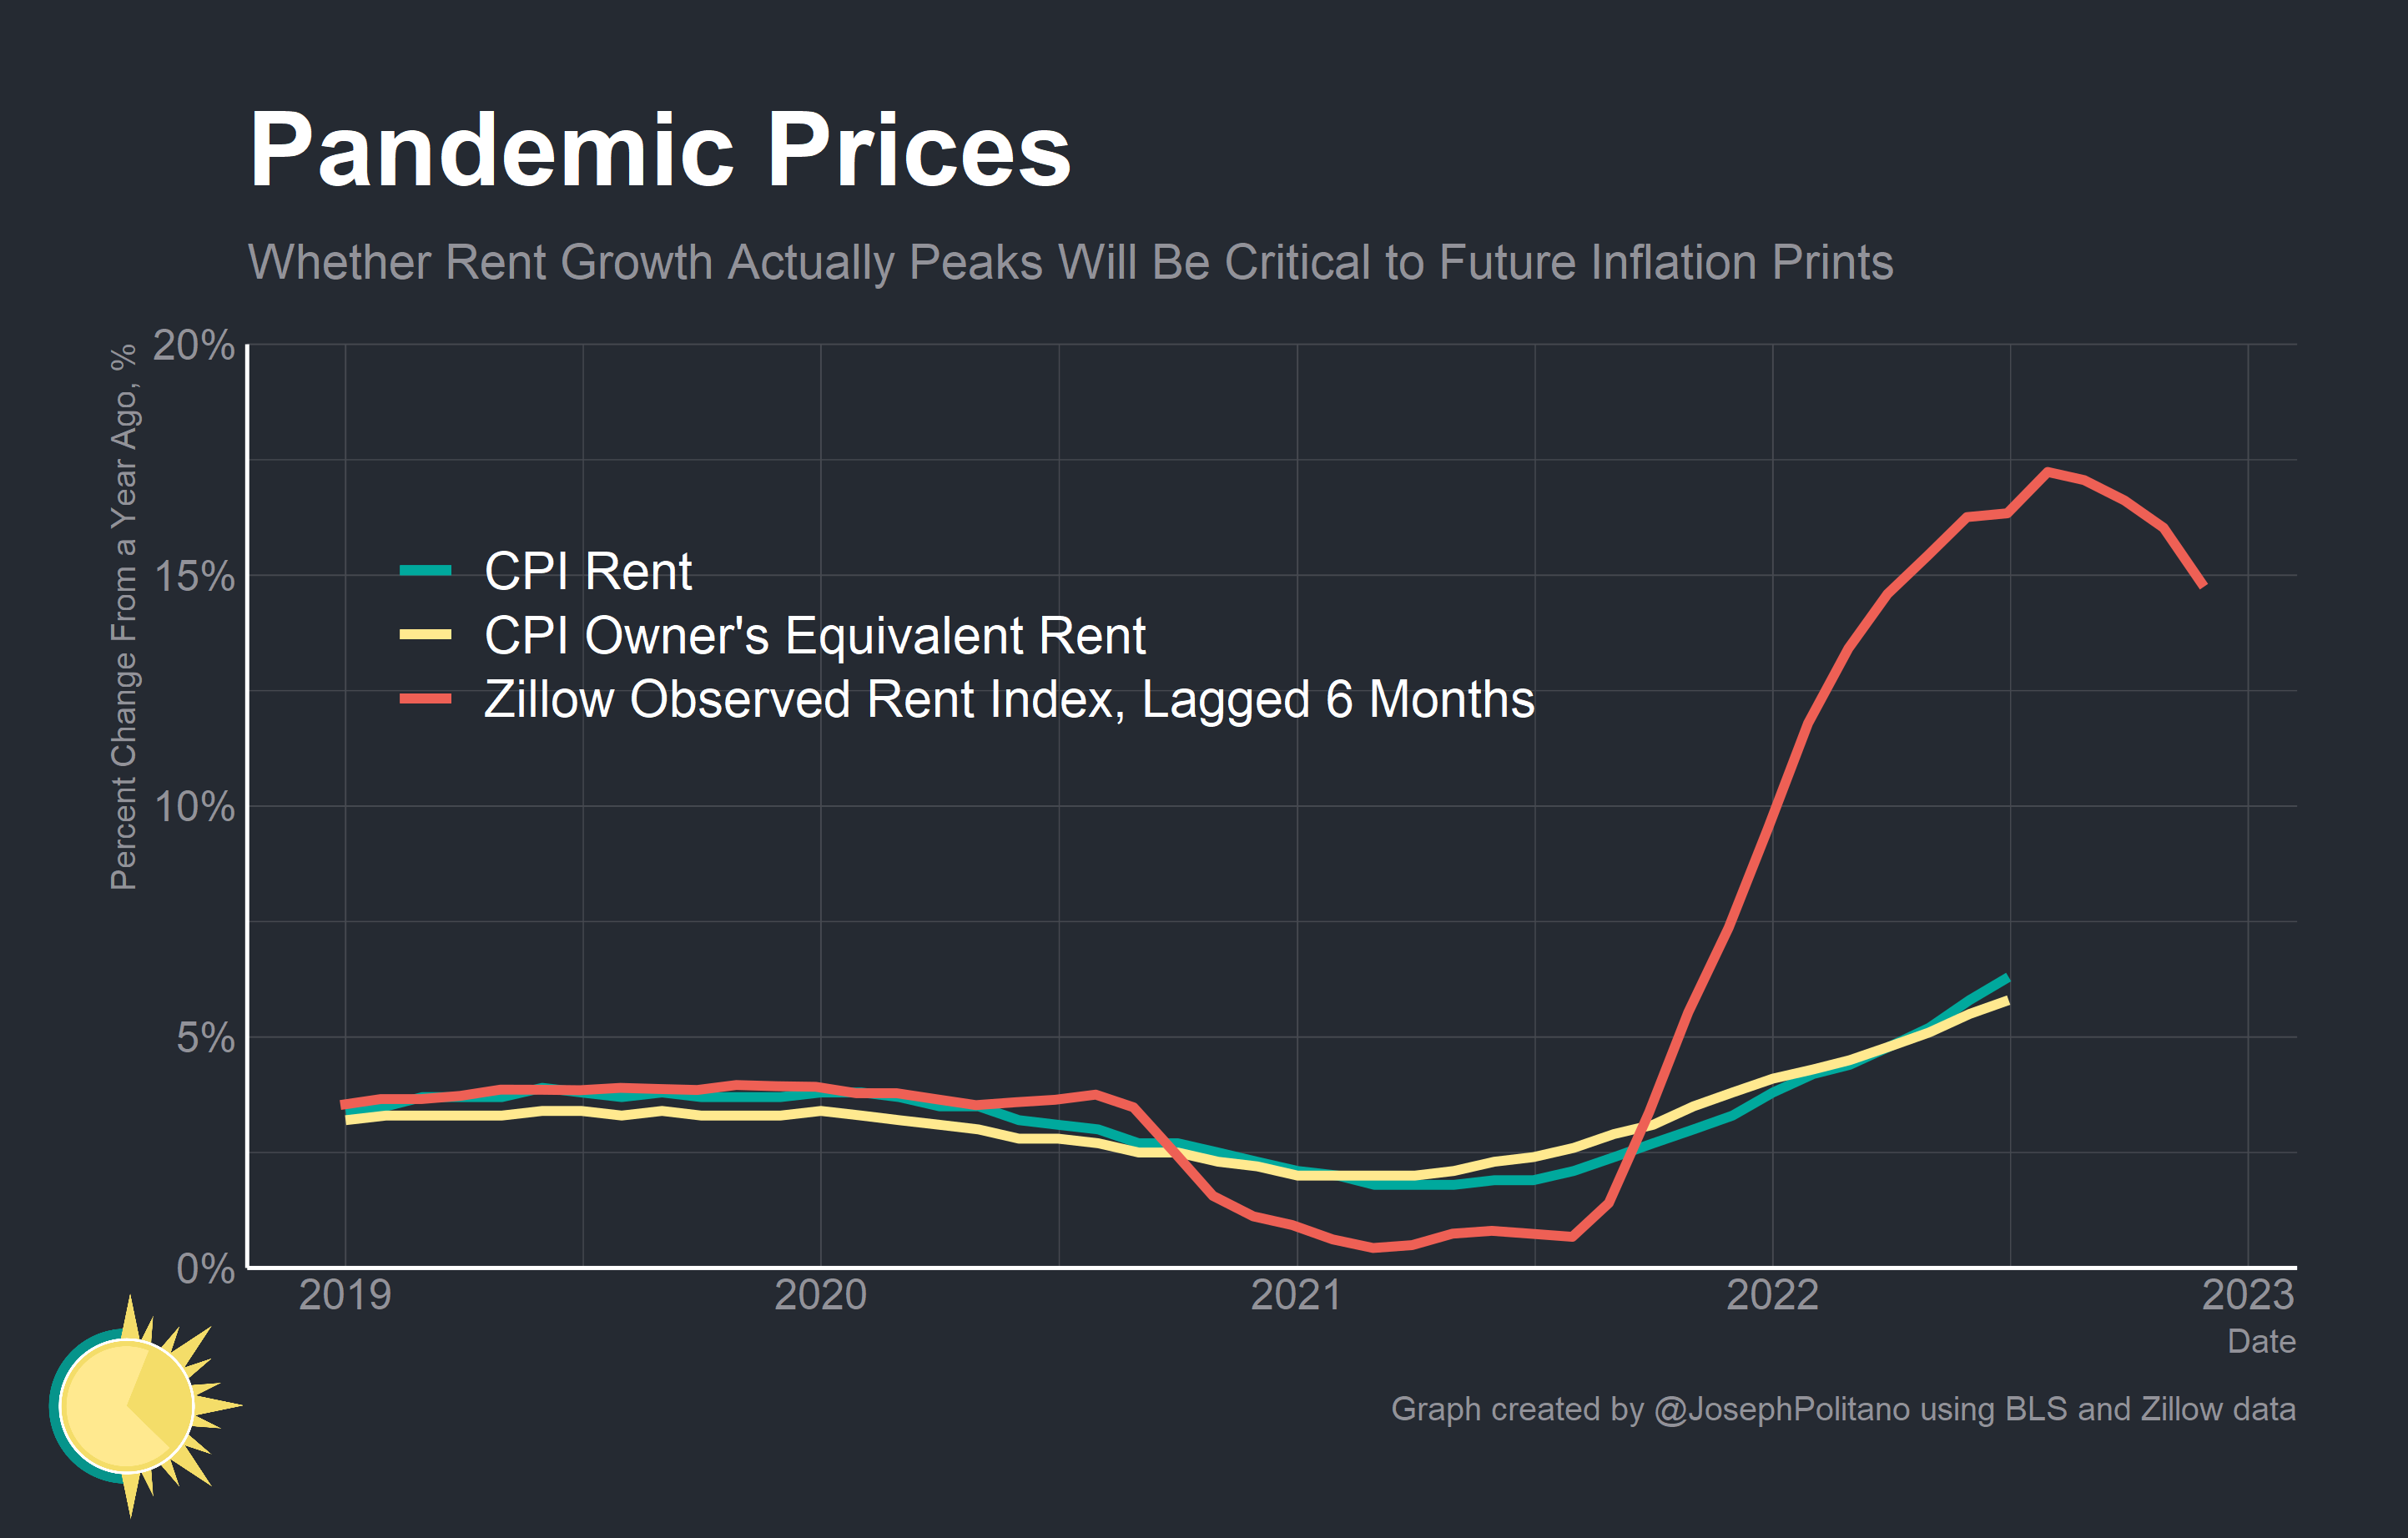 Pandemic Prices
Whether Rent Growth Actually Peaks Will Be Critical to Future Inflation Prints
Percent Change From a Year Ago, %
20%
15%
10%
5%
0%
CPI Rent
CPI Owner's Equivalent Rent
Zillow Observed Rent Index, Lagged 6 Months
2019 2020 2021 2022 2023
Date
Graph created by @JosephPolitano using BLS and Zillow data